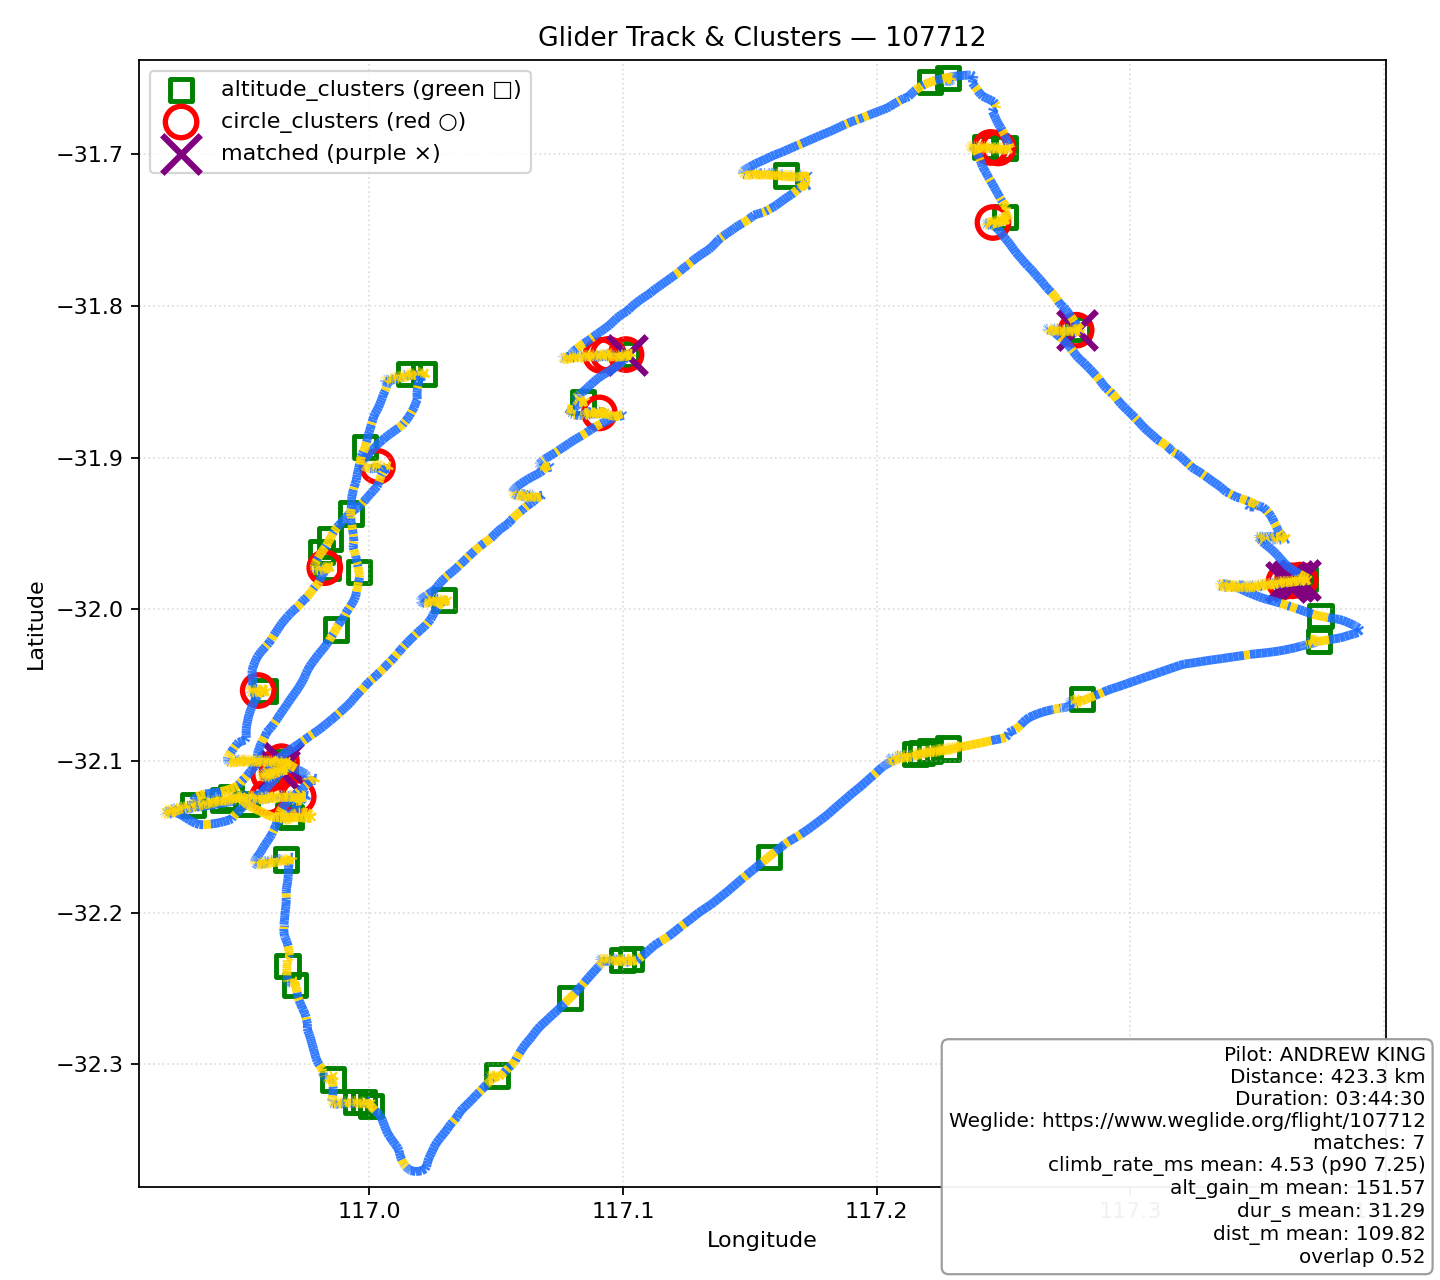 Glider Track & Clusters — 107712
altitude_clusters (green □)
circle_clusters (red ○)
matched (purple ×)
−31.7
−31.8
−31.9
−32.0
−32.1
−32.2
−32.3
Latitude
117.0
117.1
117.2
117.3
Longitude
Pilot: ANDREW KING
Distance: 423.3 km
Duration: 03:44:30
Weglide: https://www.weglide.org/flight/107712
matches: 7
climb_rate_ms mean: 4.53 (p90 7.25)
alt_gain_m mean: 151.57
dur_s mean: 31.29
dist_m mean: 109.82
overlap 0.52